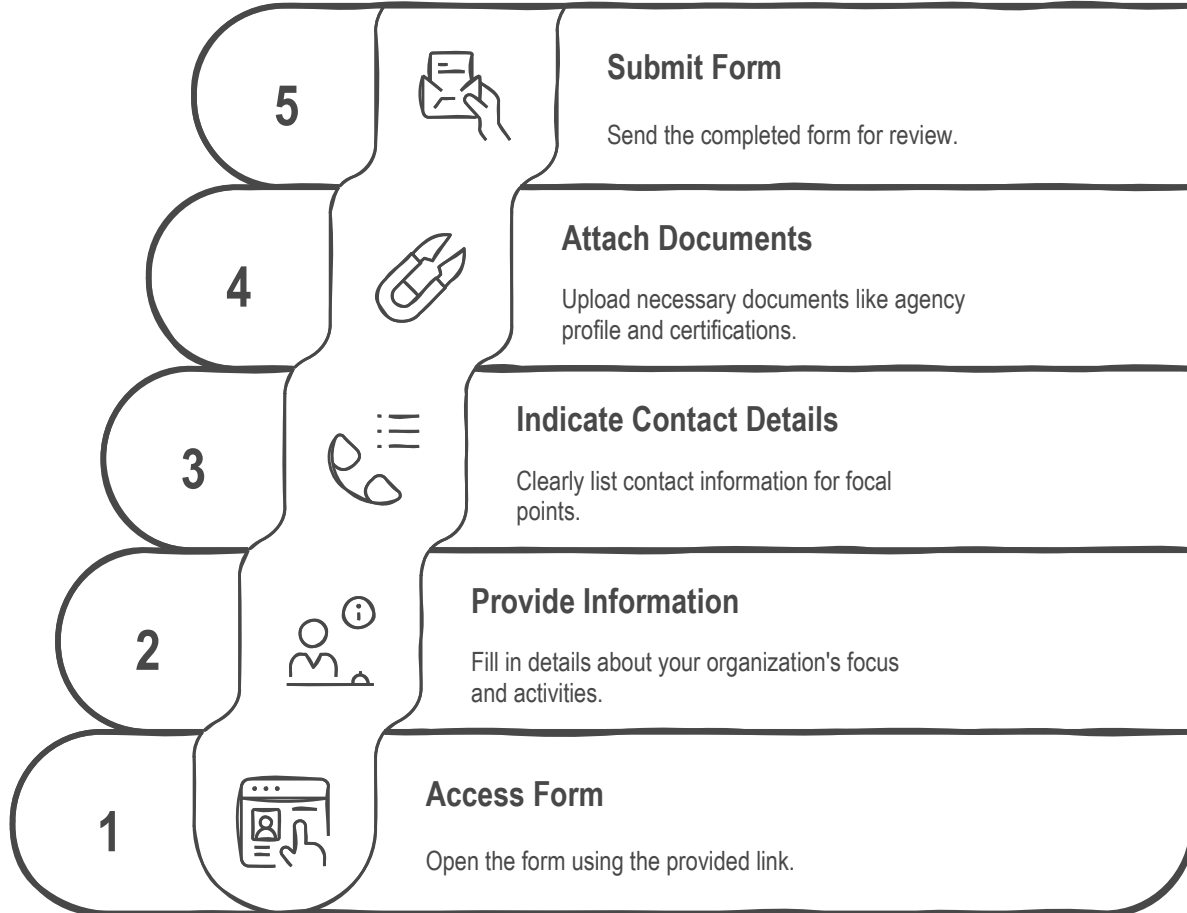 5
Submit Form
Send the completed form for review.
4
Attach Documents
Upload necessary documents like agency
profile and certifications.
3
Indicate Contact Details
Clearly list contact information for focal
points.
2
Provide Information
Fill in details about your organization's focus
and activities.
1
Access Form
Open the form using the provided link.